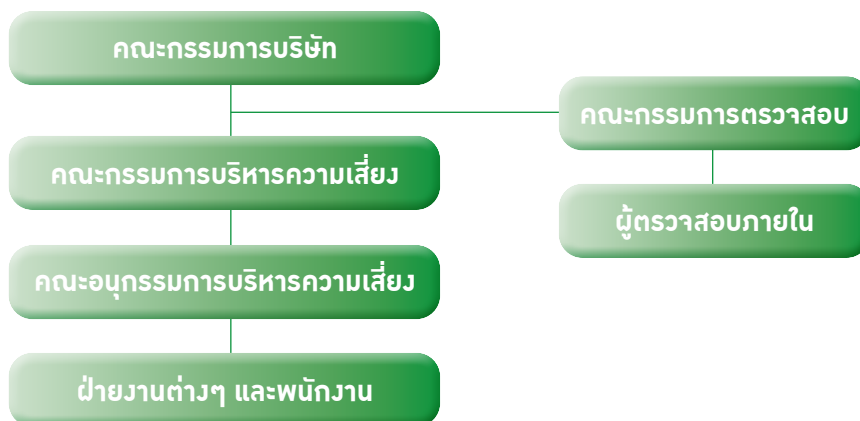 คณะกรรมการบริษัท
คณะกรรมการตรวจสอบ
คณะกรรมการบริหารความเสี่ยง
ผู้ตรวจสอบภายใน
คณะอนุกรรมการบริหารความเสี่ยง
ฝ่ายงานต่างๆ และพนักงาน